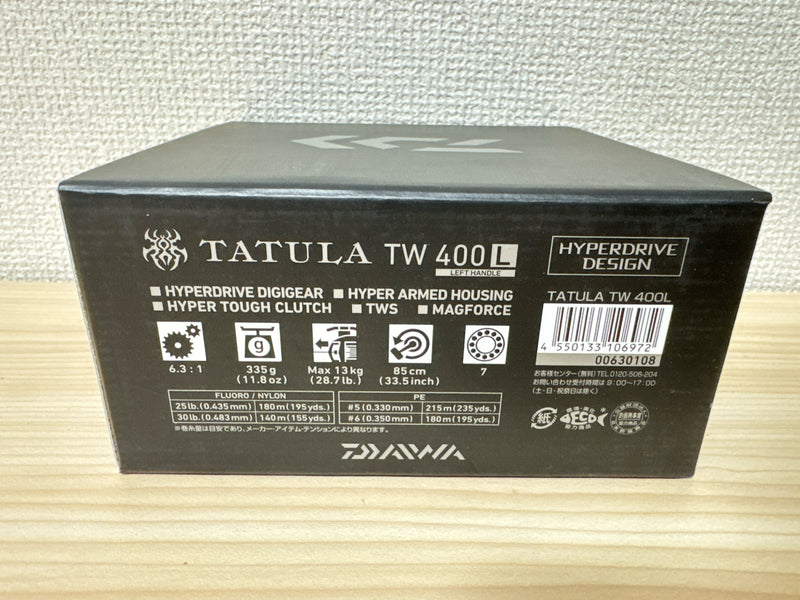 TATULA TW 400 L
LEFT HANDLE
HYPERDRIVE DESIGN
■ HYPERDRIVE DIGIGEAR ■ HYPER ARMED HOUSING
■ HYPER TOUGH CLUTCH ■ TWS ■ MAGFORCE
6.3 : 1
g
335g
(11.8oz)
Max 13kg
(28.7lb.)
85cm
(33.5inch)
7
FLUORO / NYLON
25lb.(0.435mm) 180m(195yds.)
30lb.(0.483mm) 140m(155yds.)
PE
#5(0.330mm) 215m(235yds.)
#6(0.350mm) 180m(195yds.)
※巻糸量は目安であり、メーカー・アイテム・テンションにより異なります。
DAIWA
TATULA TW 400L
4 550133 106972
00630108
お客様センター(無料)TEL.0120-506-204
お問い合わせ受付時間は 9:00〜17:00
(土・日・祝祭日は除く)
紙